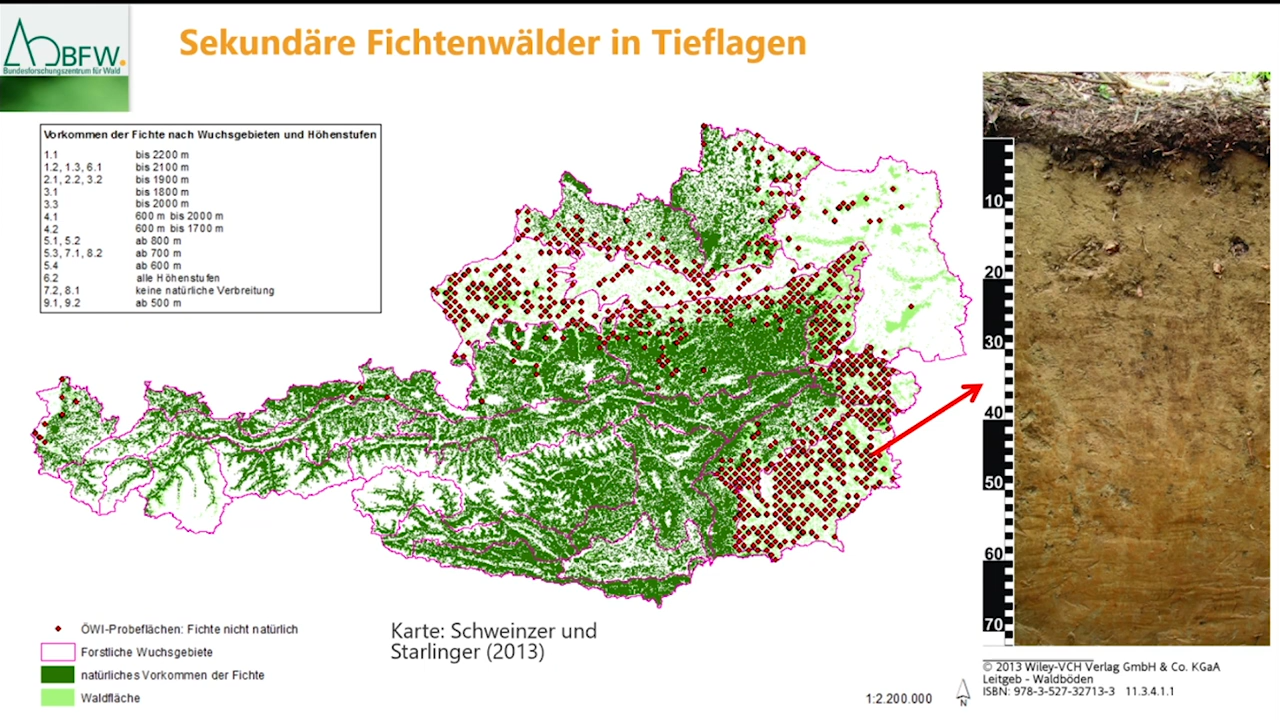 BFW.
Bundesforschungszentrum für Wald
Sekundäre Fichtenwälder in Tieflagen
Vorkommen der Fichte nach Wuchsgebieten und Höhenstufen
1.1 bis 2200 m
1.2, 1.3, 6.1 bis 2100 m
2.1, 2.2, 3.2 bis 1900 m
3.1 bis 1800 m
3.3 bis 2000 m
4.1 600 m bis 2000 m
4.2 600 m bis 1700 m
5.1, 5.2 ab 800 m
5.3, 7.1, 8.2 ab 700 m
5.4 ab 600 m
6.2 alle Höhenstufen
7.2, 8.1 keine natürliche Verbreitung
9.1, 9.2 ab 500 m
10
20
30
40
50
60
70
ÖWI-Probeflächen: Fichte nicht natürlich
Forstliche Wuchsgebiete
natürliches Vorkommen der Fichte
Waldfläche
Karte: Schweinzer und
Starlinger (2013)
1:2.200.000
N
© 2013 Wiley-VCH Verlag GmbH & Co. KGaA
Leitgeb - Waldböden
ISBN: 978-3-527-32713-3 11.3.4.1.1